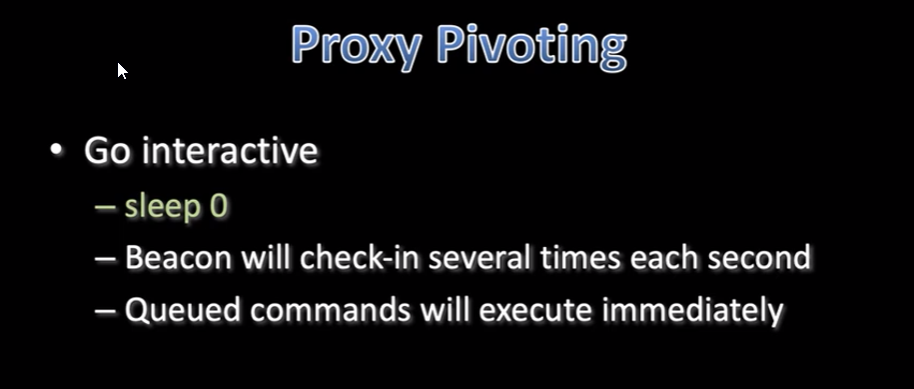 Proxy Pivoting
• Go interactive
– sleep 0
– Beacon will check-in several times each second
– Queued commands will execute immediately